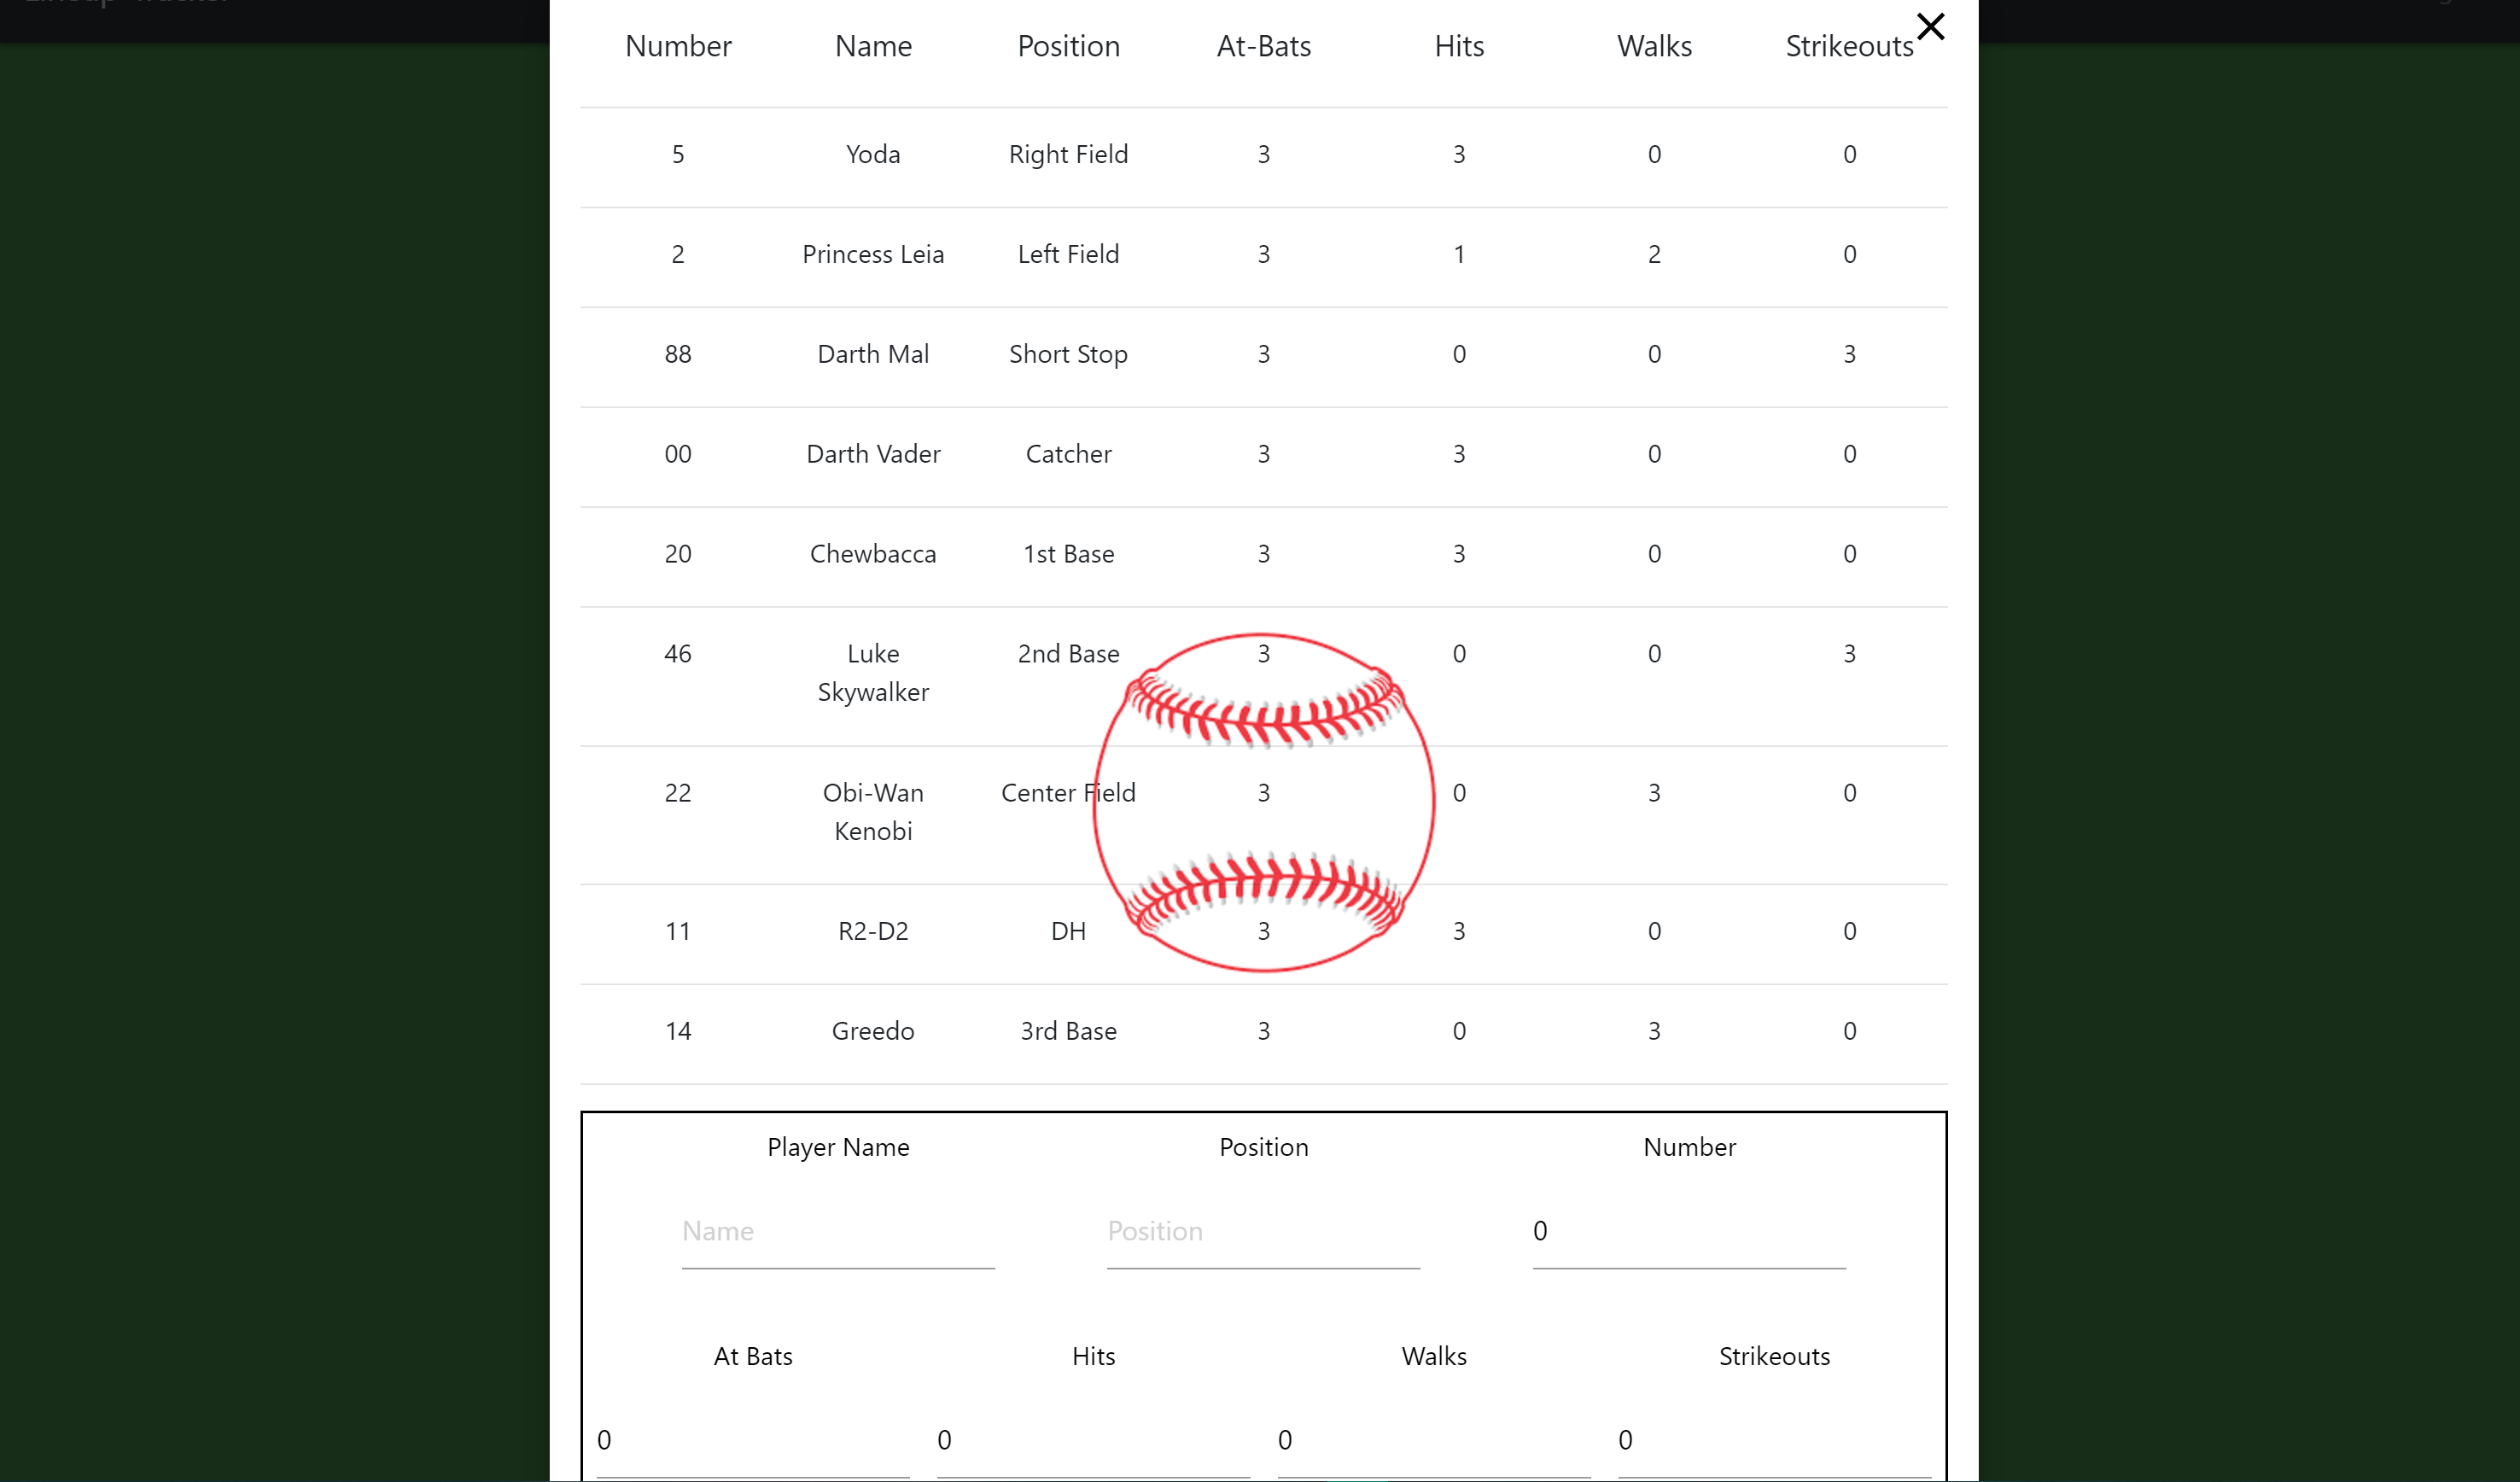 Number Name Position At-Bats Hits Walks Strikeouts
5 Yoda Right Field 3 3 0 0
2 Princess Leia Left Field 3 1 2 0
88 Darth Mal Short Stop 3 0 0 3
00 Darth Vader Catcher 3 3 0 0
20 Chewbacca 1st Base 3 3 0 0
46 Luke 2nd Base 3 0 0 3
Skywalker
22 Obi-Wan Center Field 3 0 3 0
Kenobi
11 R2-D2 DH 3 3 0 0
14 Greedo 3rd Base 3 0 3 0
Player Name Position Number
Name Position 0
At Bats Hits Walks Strikeouts
0 0 0 0